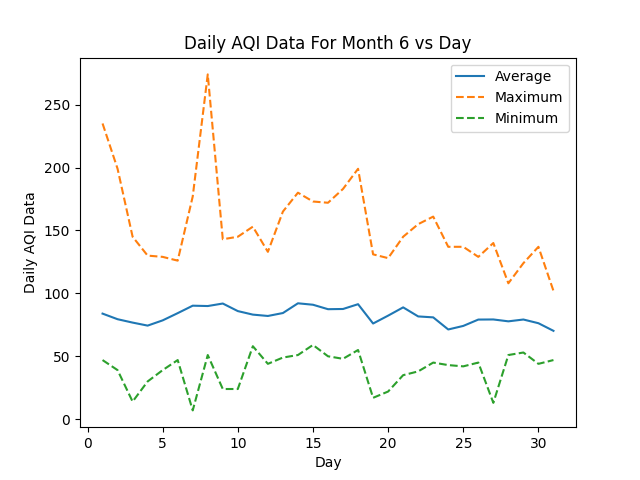 Daily AQI Data For Month 6 vs Day
Average
Maximum
Minimum
Daily AQI Data
250
200
150
100
50
0
0 5 10 15 20 25 30
Day